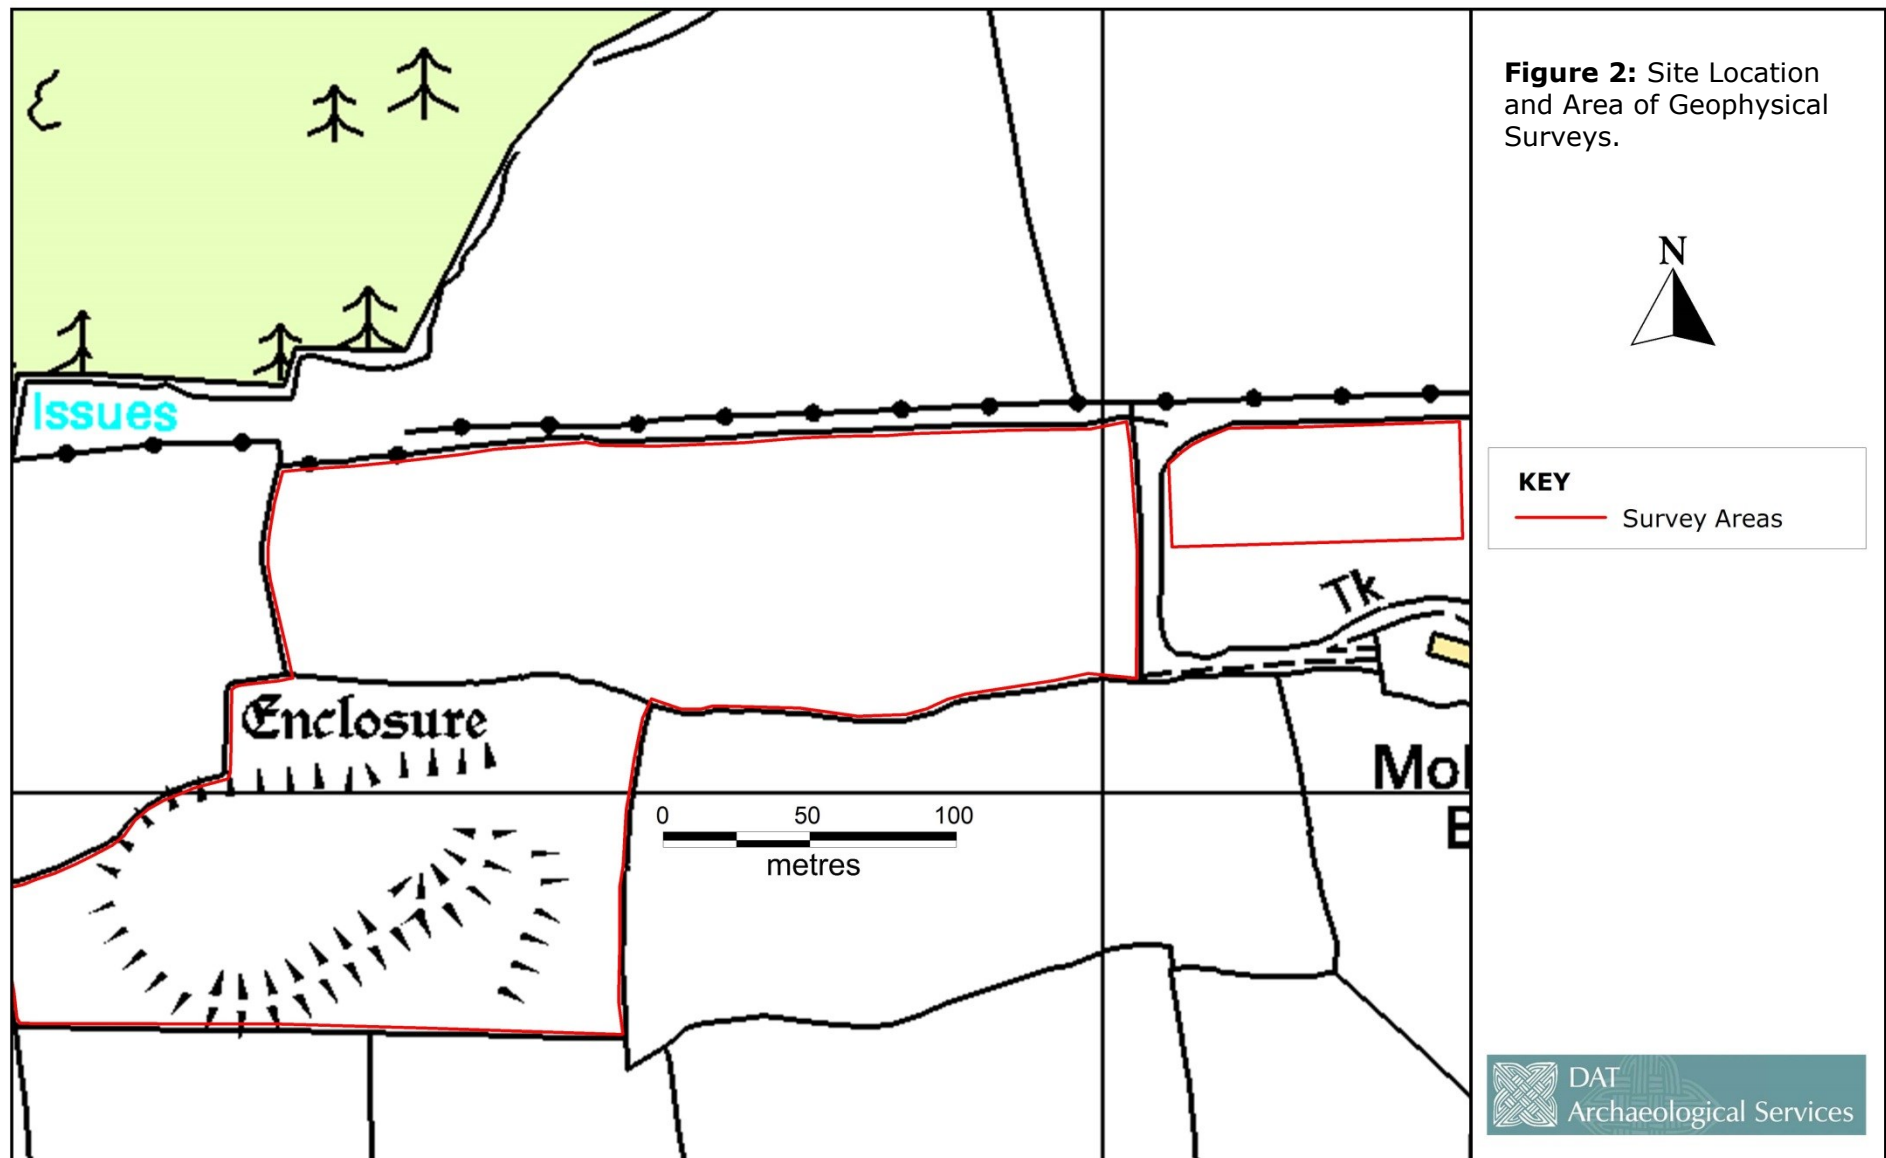 Figure 2: Site Location
and Area of Geophysical
Surveys.
N
KEY
Survey Areas
Issues
Tk
Enclosure
Mol
B
0 50 100
metres
DAT
Archaeological Services